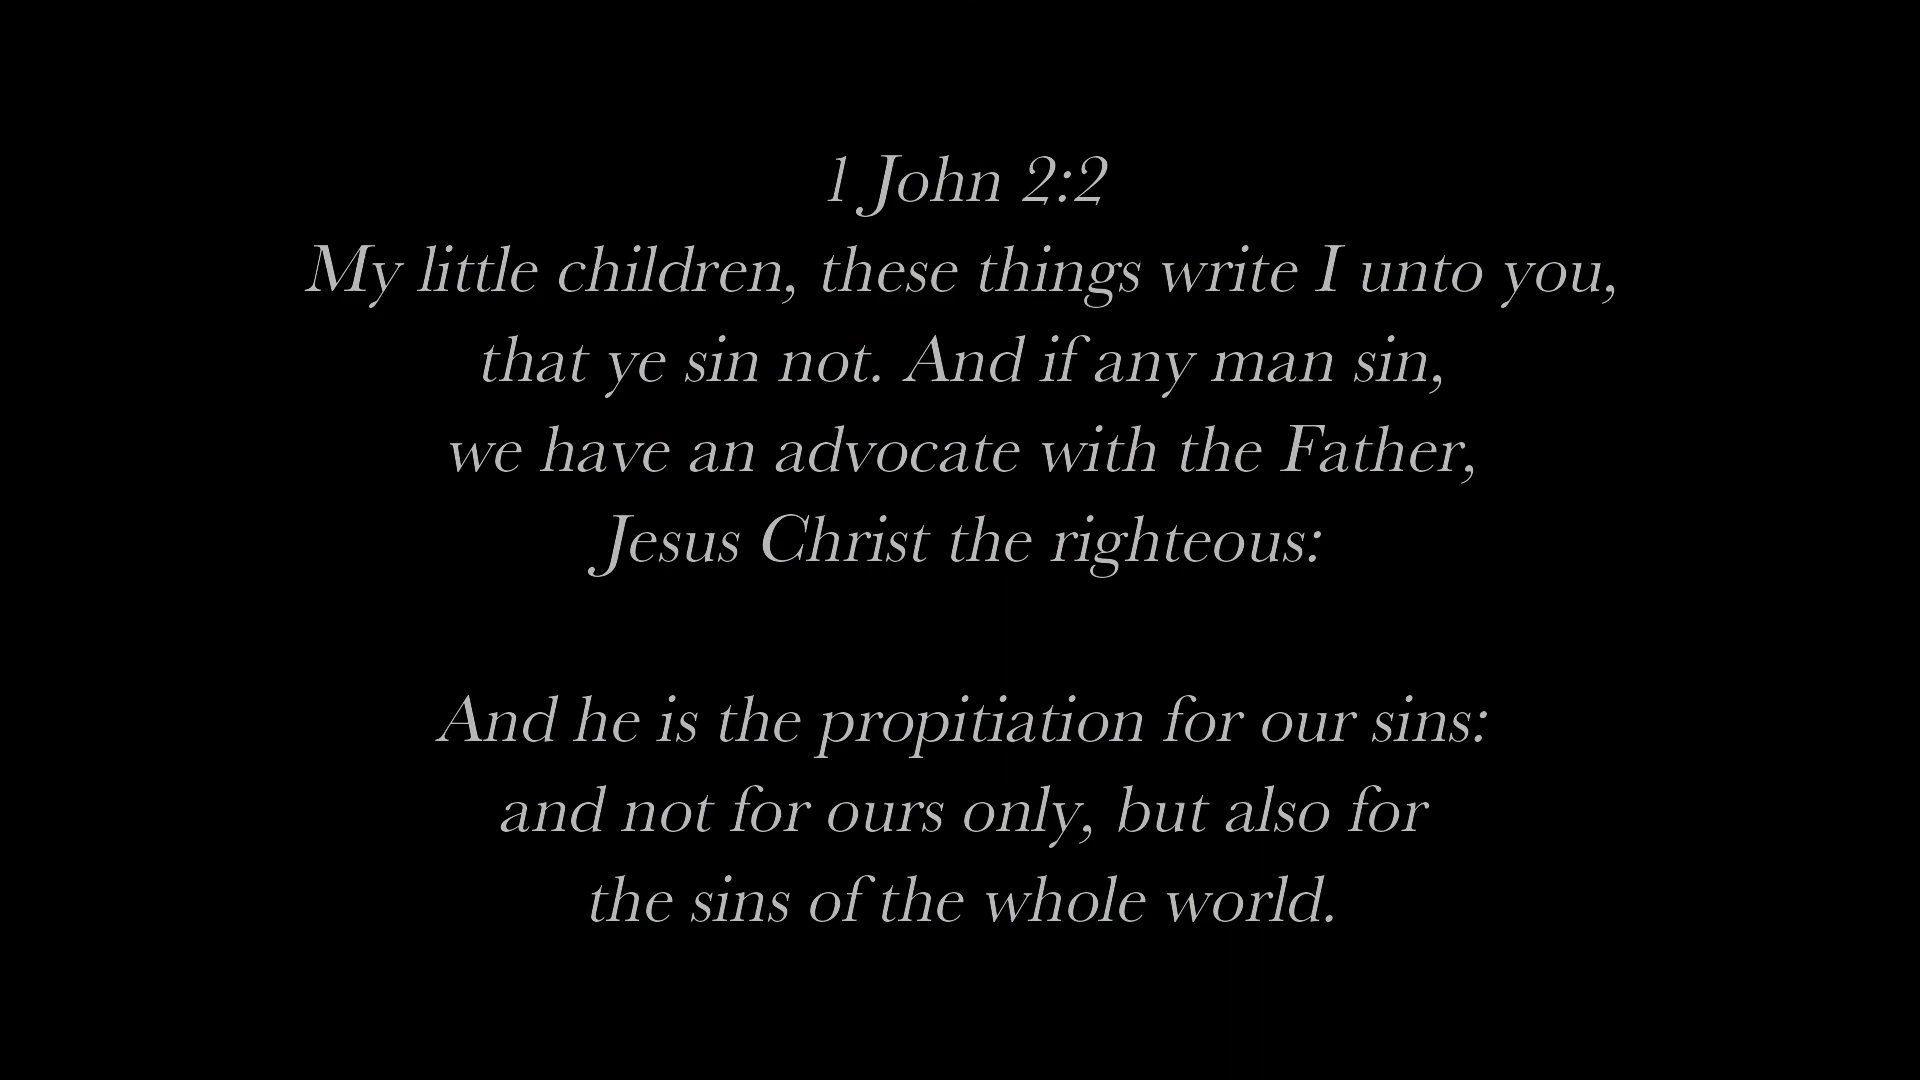 1 John 2:2
My little children, these things write I unto you,
that ye sin not. And if any man sin,
we have an advocate with the Father,
Jesus Christ the righteous:
And he is the propitiation for our sins:
and not for ours only, but also for
the sins of the whole world.